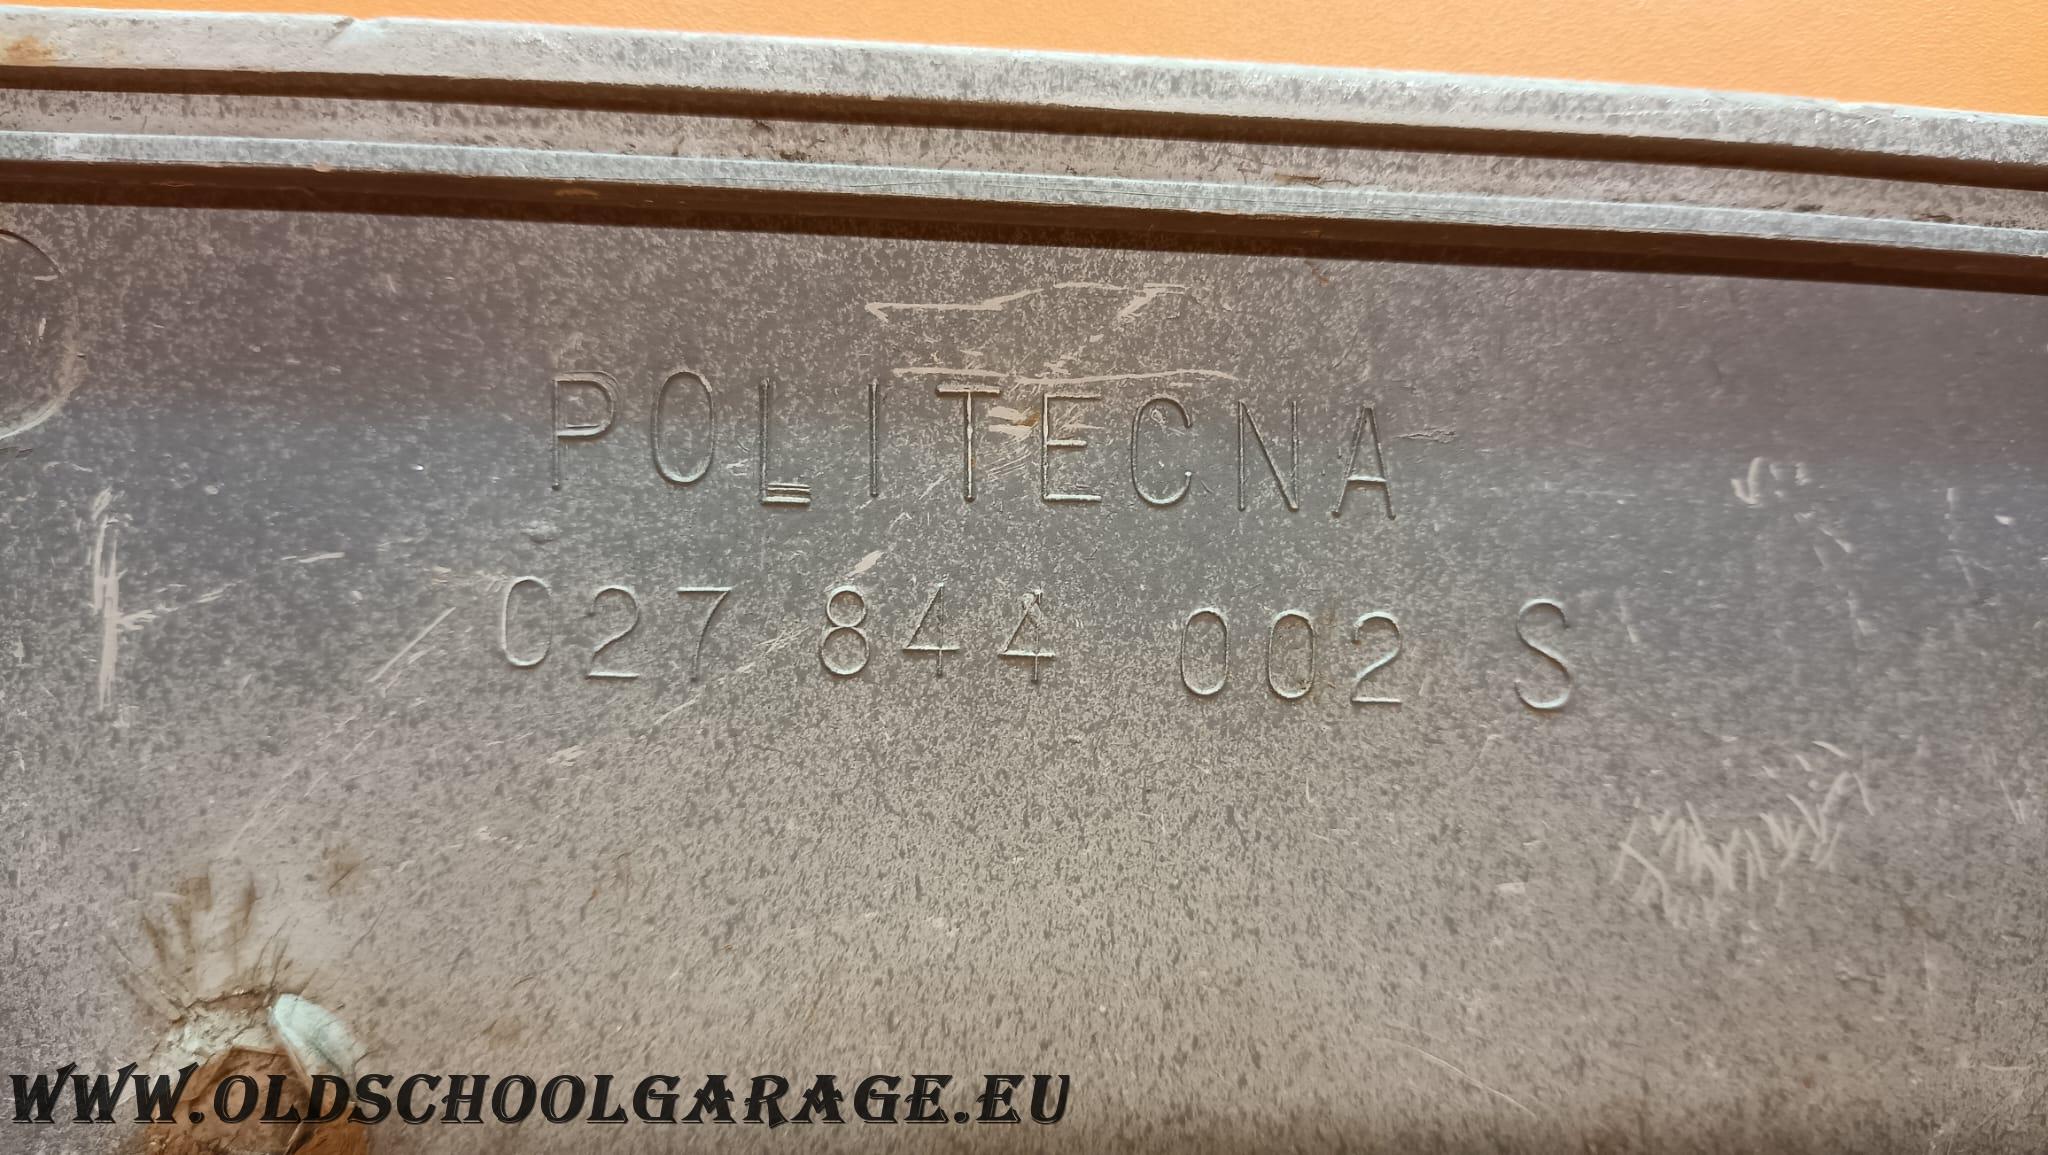 POLITECNA
027 844 002 S
WWW.OLDSCHOOLGARAGE.EU